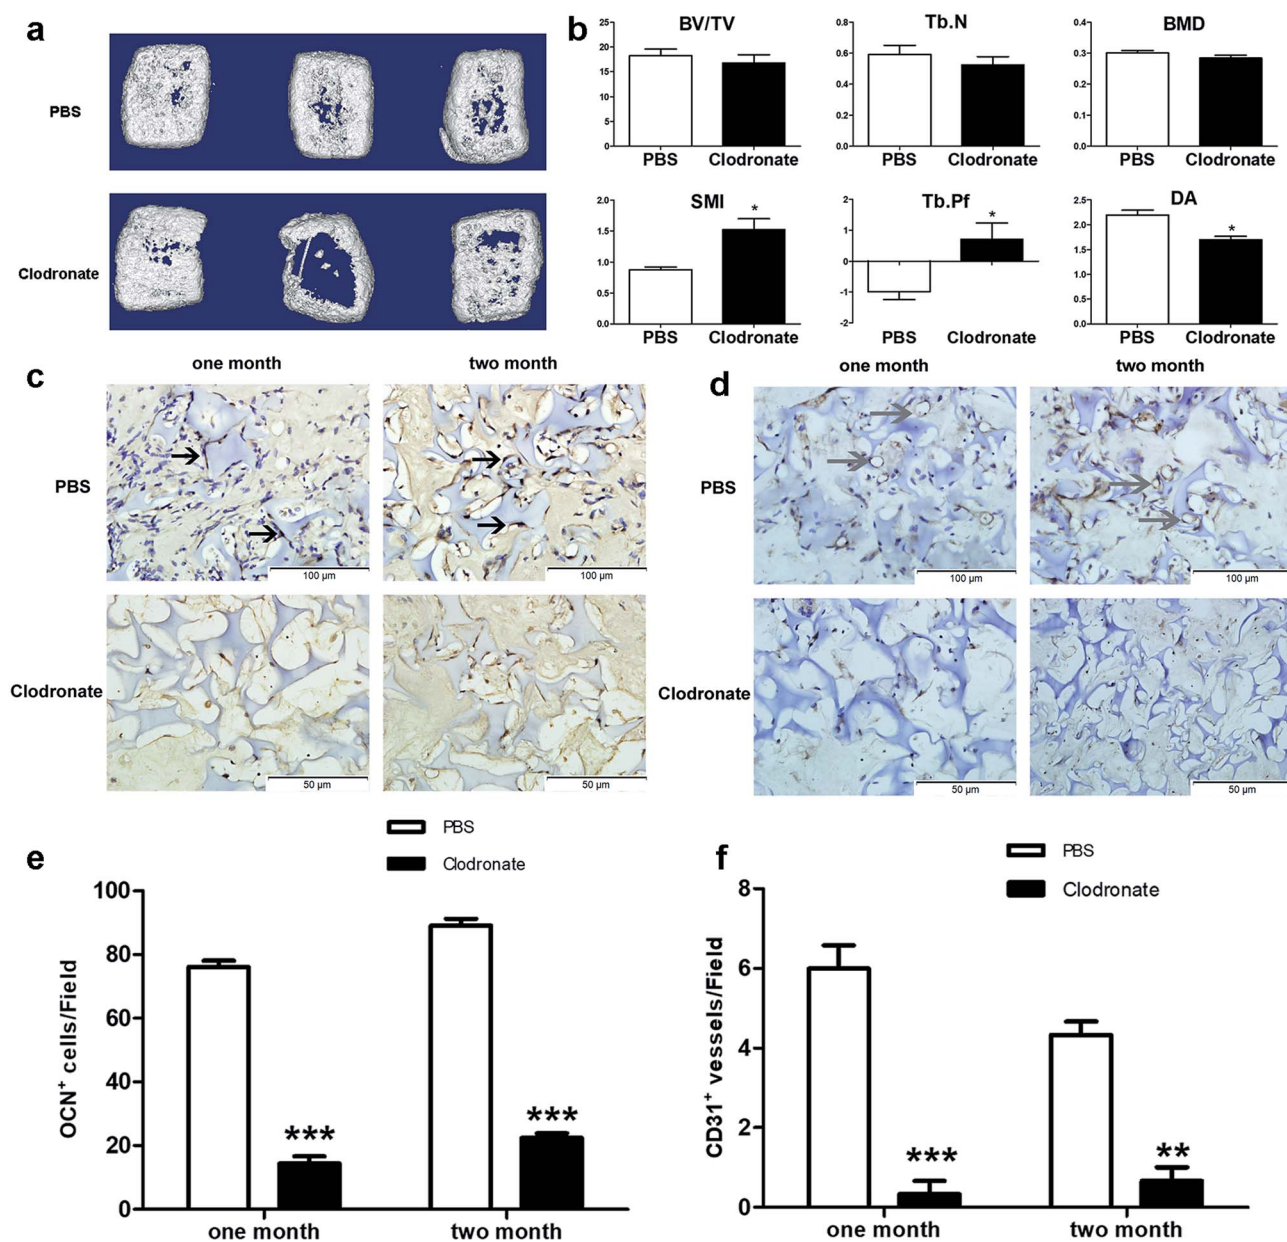 a
PBS
Clodronate
b
BV/TV
25
20
15
10
5
0
PBS
Clodronate
Tb.N
0.8
0.6
0.4
0.2
0.0
PBS
Clodronate
BMD
0.4
0.3
0.2
0.1
0.0
PBS
Clodronate
SMI
2.0
1.5
1.0
0.5
0.0
*
PBS
Clodronate
Tb.Pf
2
1
0
-1
-2
*
PBS
Clodronate
DA
2.5
2.0
1.5
1.0
0.5
0.0
*
PBS
Clodronate
c
one month
two month
PBS
100 µm
100 µm
Clodronate
50 µm
50 µm
d
one month
two month
PBS
100 µm
100 µm
Clodronate
50 µm
50 µm
e
PBS
Clodronate
OCN+ cells/Field
100
80
60
40
20
0
***
***
one month
two month
f
PBS
Clodronate
CD31+ vessels/Field
8
6
4
2
0
***
**
one month
two month